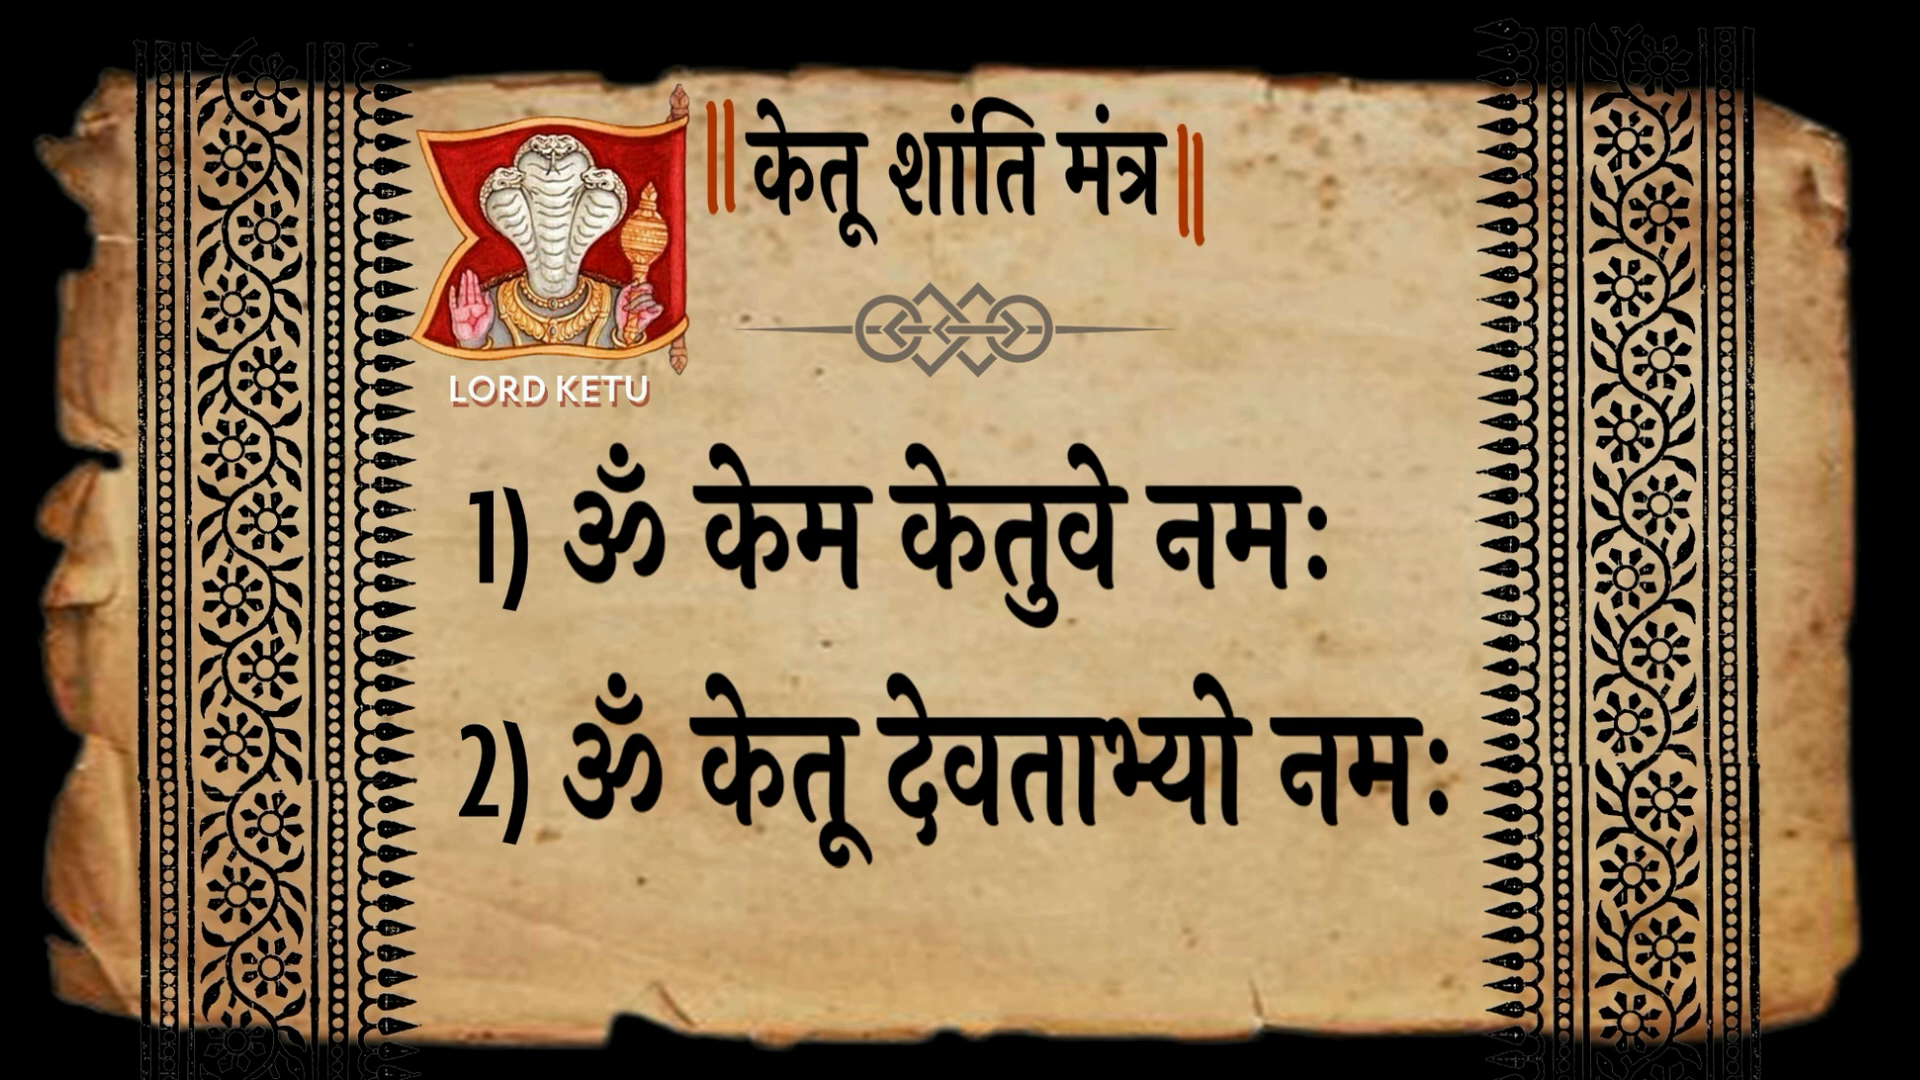 ॥केतू शांति मंत्र॥
LORD KETU
1) ॐ केम केतुवे नमः
2) ॐ केतू देवताभ्यो नमः